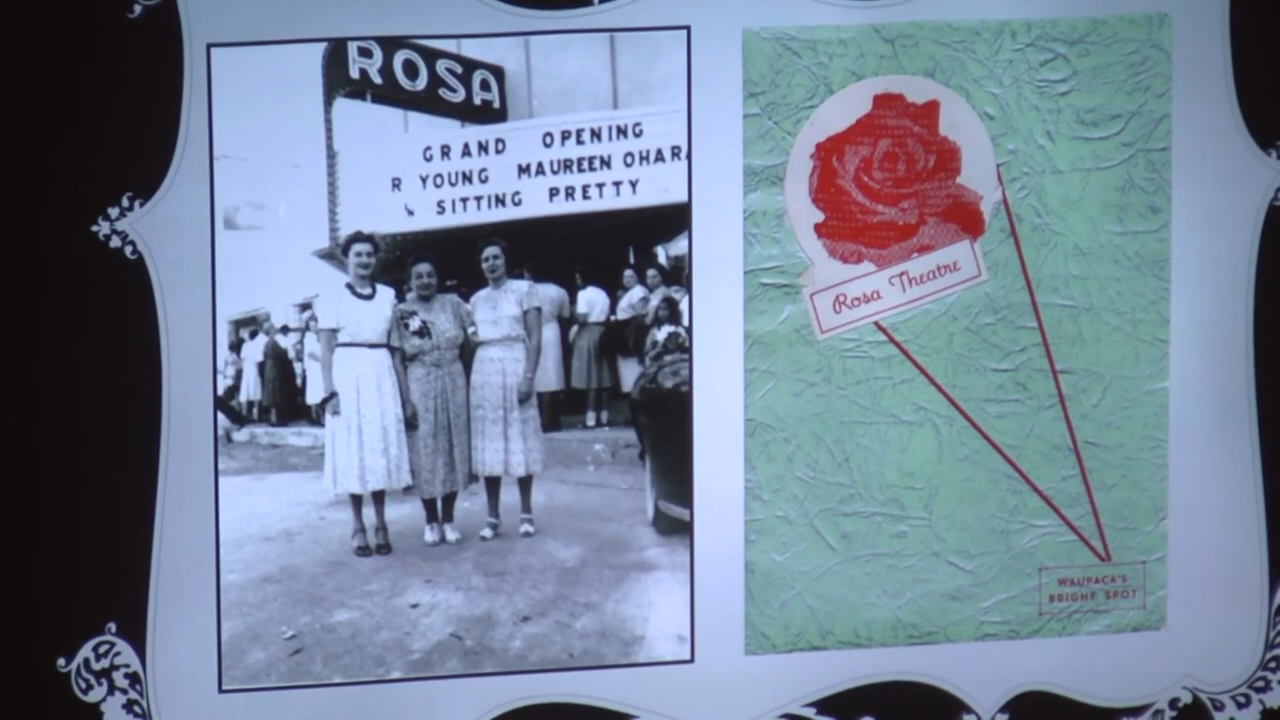 ROSA
GRAND OPENING
R YOUNG MAUREEN OHARA
& SITTING PRETTY
Rosa Theatre
WAUPACA'S
BRIGHT SPOT